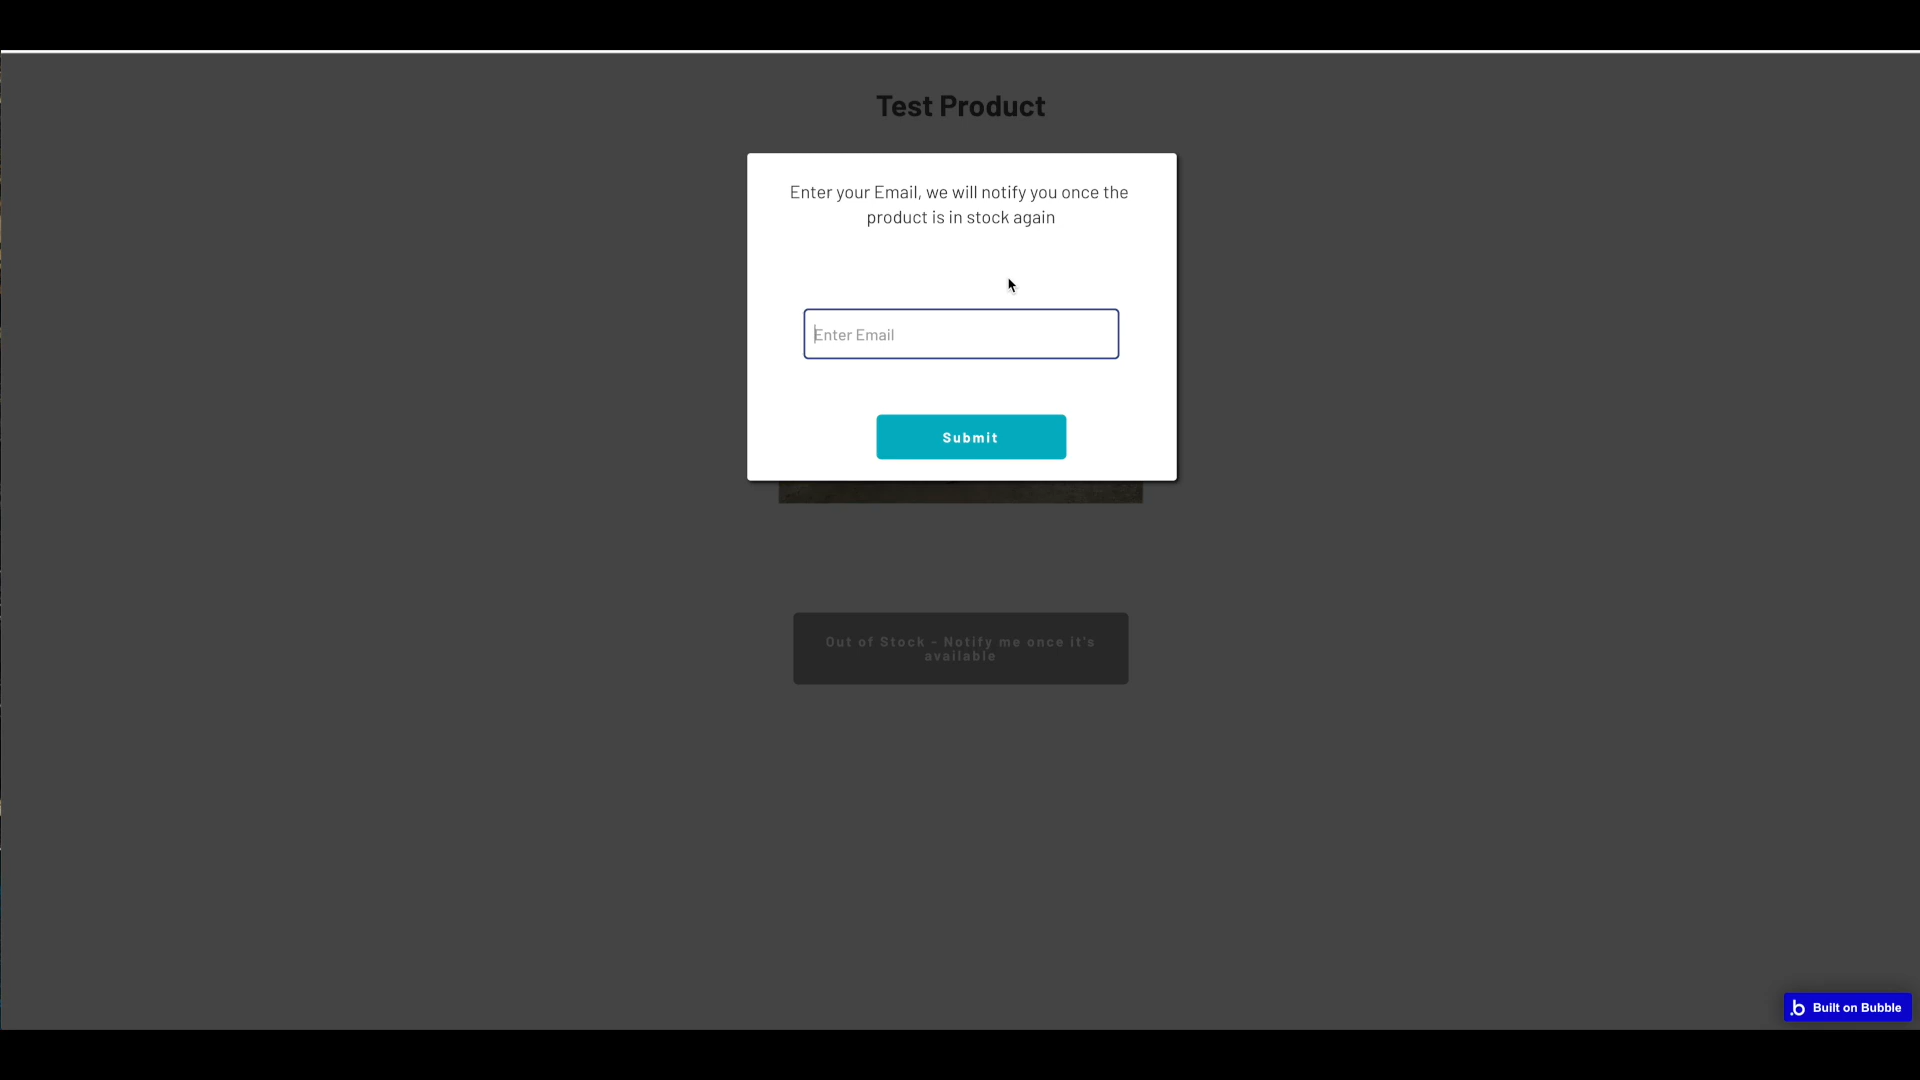 Test Product
Enter your Email, we will notify you once the
product is in stock again
Enter Email
Submit
Out of Stock - Notify me once it's
available
.b Built on Bubble